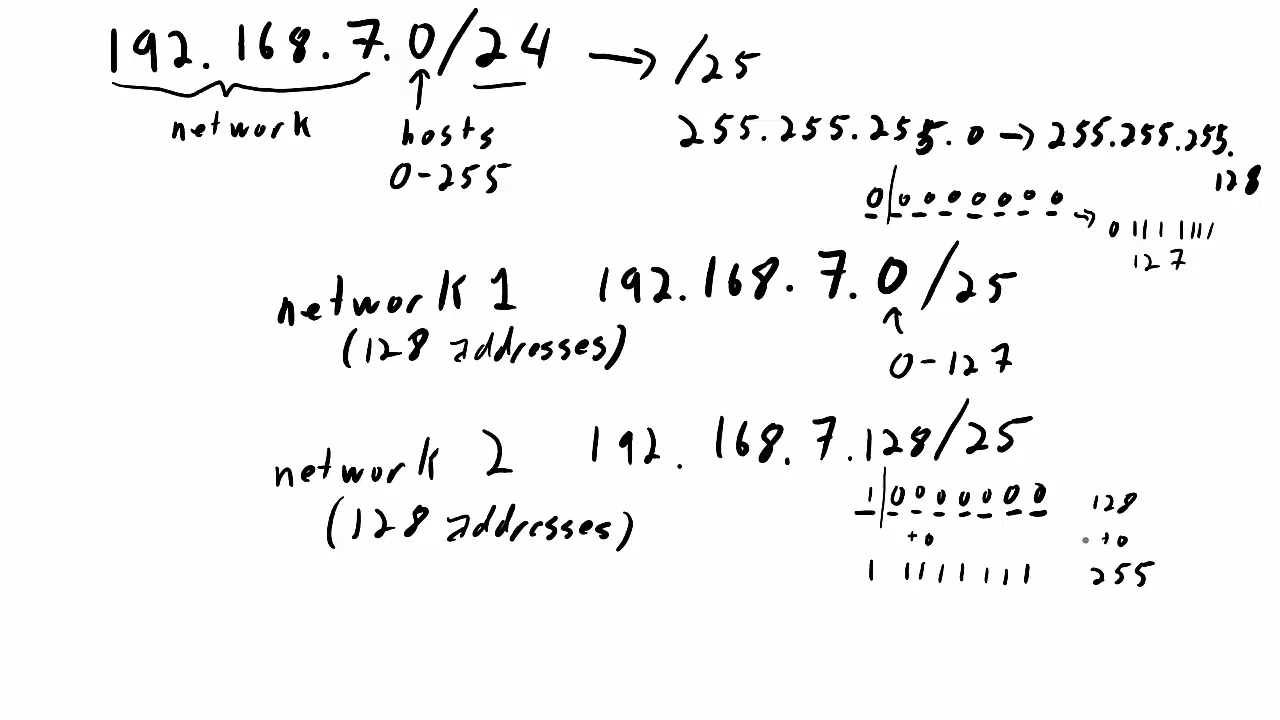 192.168.7.0/24 → /25
network
hosts
0-255
255.255.255.0 → 255.255.255.
128
0|0000000 → 01111111
127
network 1 192.168.7.0/25
(128 addresses)
0-127
network 2 192.168.7.128/25
(128 addresses)
1|0000000 128
+0 +0
11111111 255